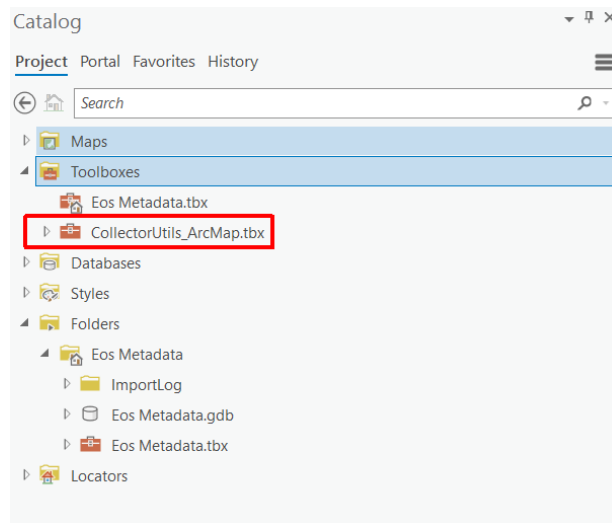 Catalog
Project Portal Favorites History
Search
Maps
Toolboxes
Eos Metadata.tbx
CollectorUtils_ArcMap.tbx
Databases
Styles
Folders
Eos Metadata
ImportLog
Eos Metadata.gdb
Eos Metadata.tbx
Locators